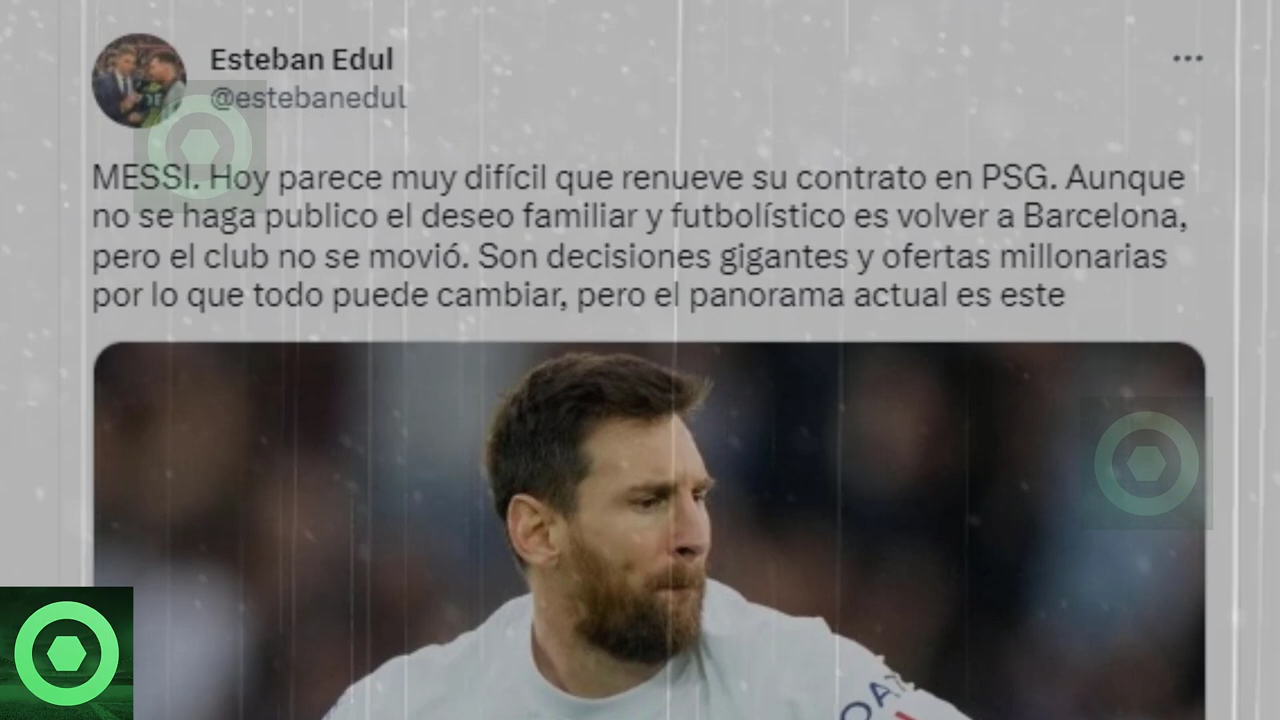 Esteban Edul
@estebanedul
MESSI. Hoy parece muy difícil que renueve su contrato en PSG. Aunque
no se haga publico el deseo familiar y futbolístico es volver a Barcelona,
pero el club no se movió. Son decisiones gigantes y ofertas millonarias
por lo que todo puede cambiar, pero el panorama actual es este